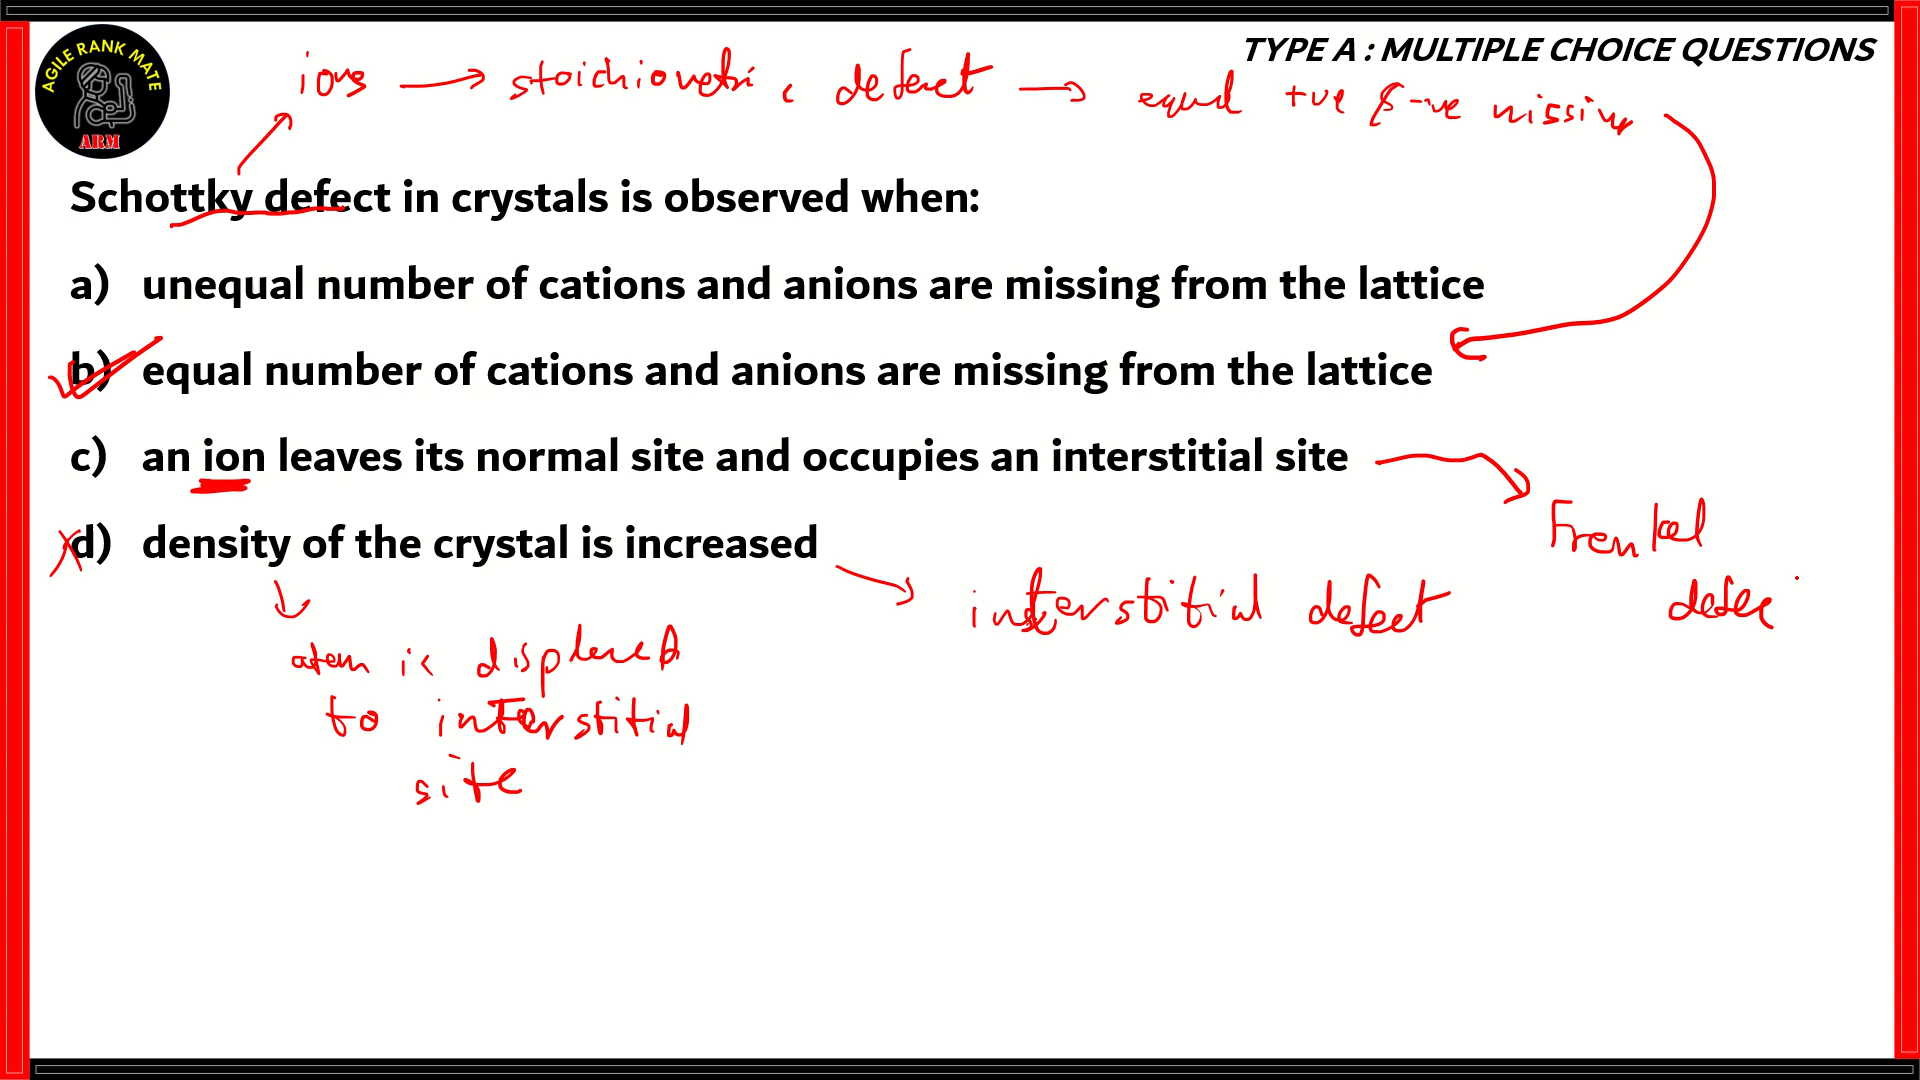 AGILE RANK MATE
ARM
TYPE A : MULTIPLE CHOICE QUESTIONS
ions → stoichiometric defect → equal +ve & -ve missing
Schottky defect in crystals is observed when:
a) unequal number of cations and anions are missing from the lattice
b) equal number of cations and anions are missing from the lattice
c) an ion leaves its normal site and occupies an interstitial site
Frenkel
defec
d) density of the crystal is increased
interstitial defect
atom is displaced
to interstitial
site